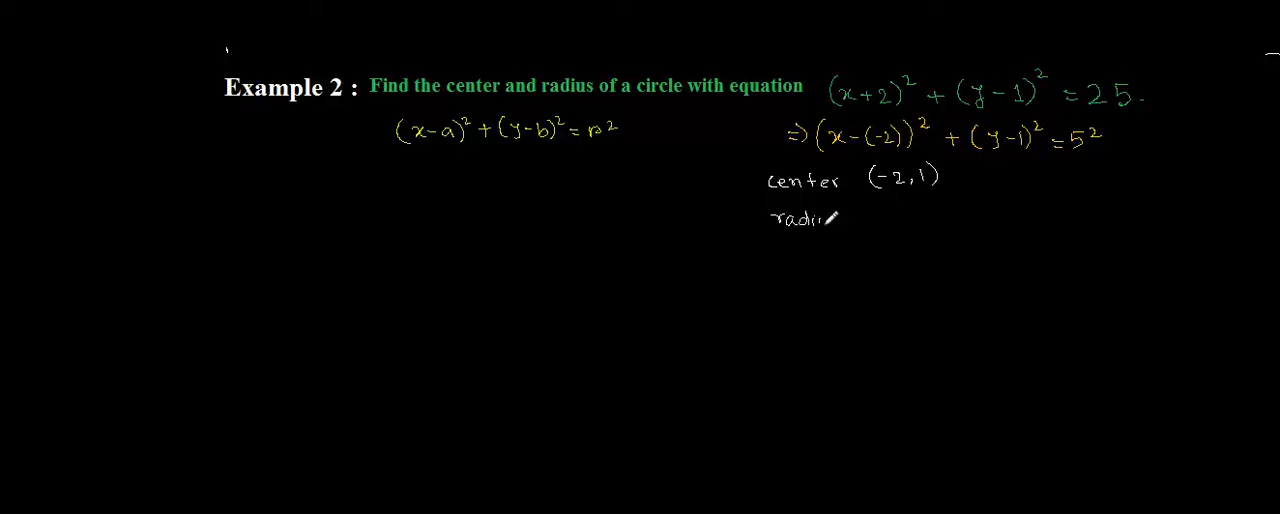 Example 2 : Find the center and radius of a circle with equation (x+2)² + (y-1)² = 25.
(x-a)² + (y-b)² = r²
⇒ (x-(-2))² + (y-1)² = 5²
center (-2,1)
radiu